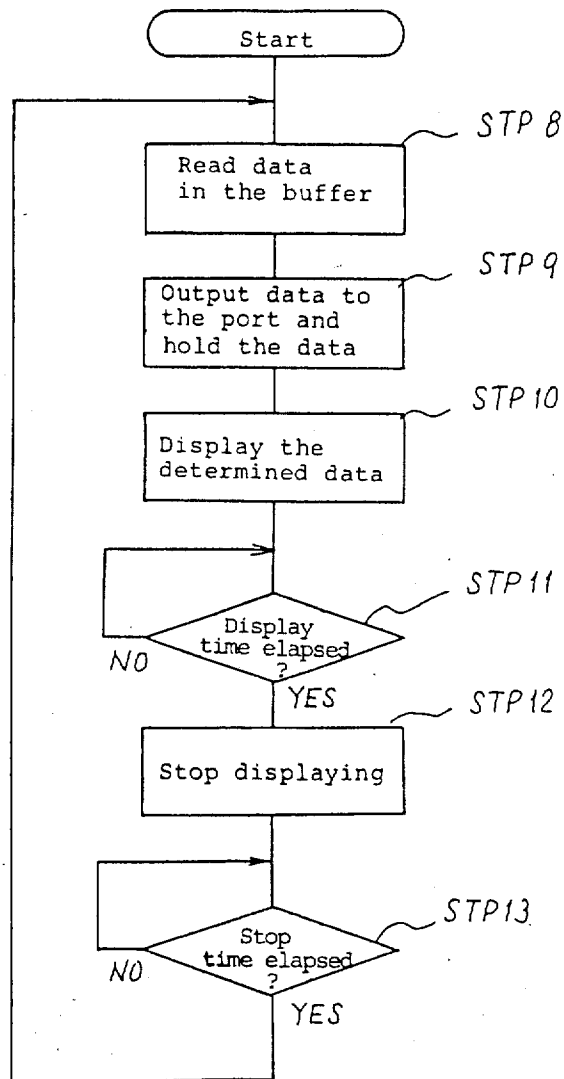 Start
STP 8
Read data
in the buffer
STP 9
Output data to
the port and
hold the data
STP 10
Display the
determined data
STP 11
Display
time elapsed
?
NO
YES
STP 12
Stop displaying
STP 13
Stop
time elapsed
?
NO
YES